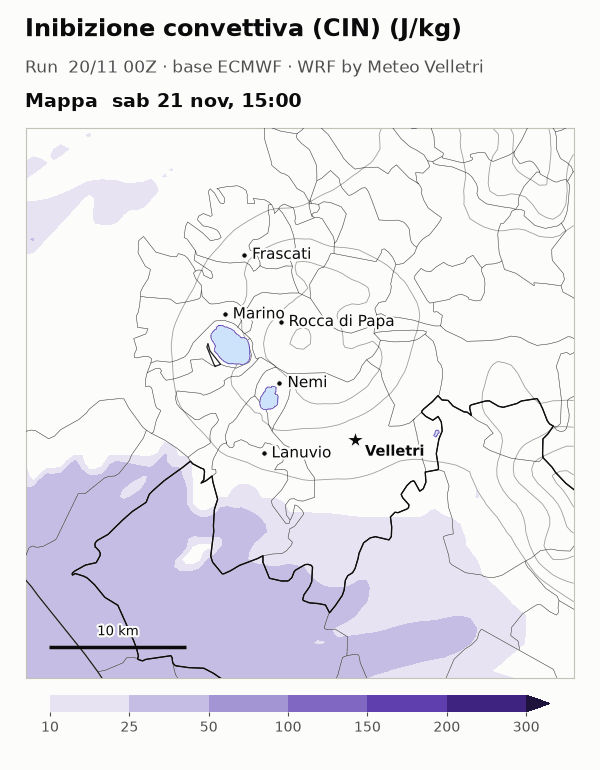 Inibizione convettiva (CIN) (J/kg)
Run  20/11 00Z · base ECMWF · WRF by Meteo Velletri
Mappa  sab 21 nov, 15:00
Frascati
Marino
Rocca di Papa
Nemi
Velletri
Lanuvio
10 km
10 25 50 100 150 200 300